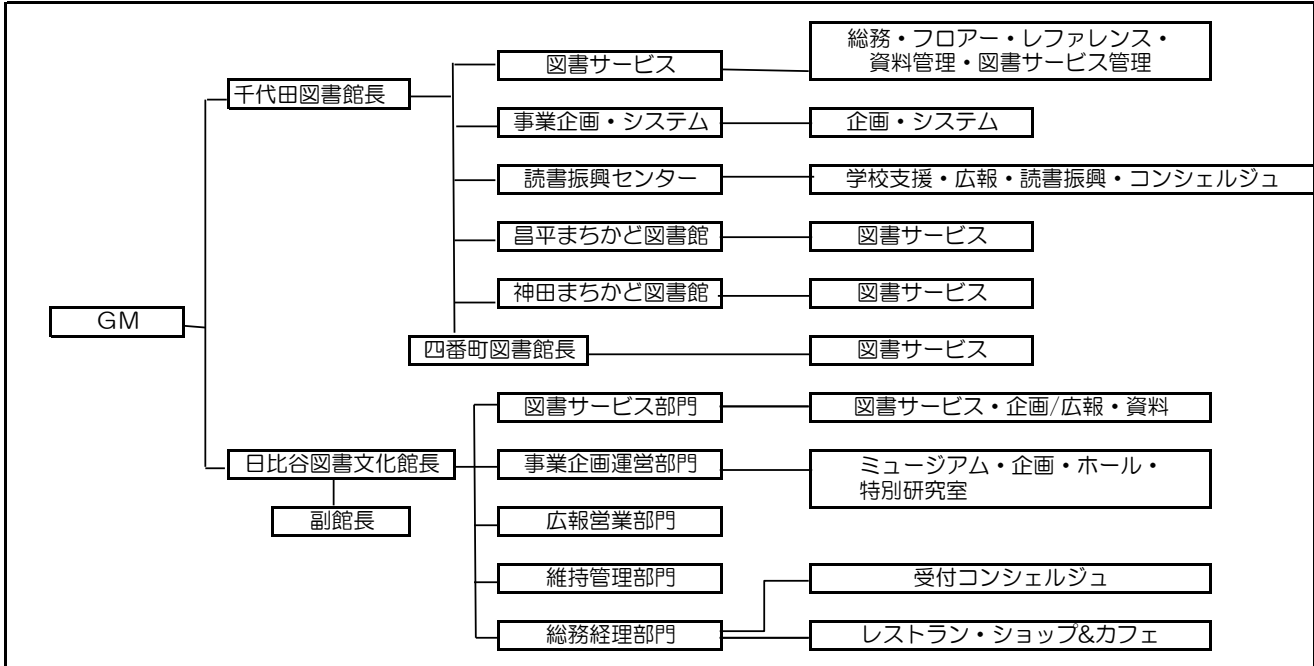 総務・フロアー・レファレンス・
資料管理・図書サービス管理
図書サービス
千代田図書館長
事業企画・システム
企画・システム
読書振興センター
学校支援・広報・読書振興・コンシェルジュ
昌平まちかど図書館
図書サービス
神田まちかど図書館
図書サービス
GM
四番町図書館長
図書サービス
図書サービス部門
図書サービス・企画/広報・資料
日比谷図書文化館長
事業企画運営部門
ミュージアム・企画・ホール・
特別研究室
副館長
広報営業部門
維持管理部門
受付コンシェルジュ
総務経理部門
レストラン・ショップ&カフェ